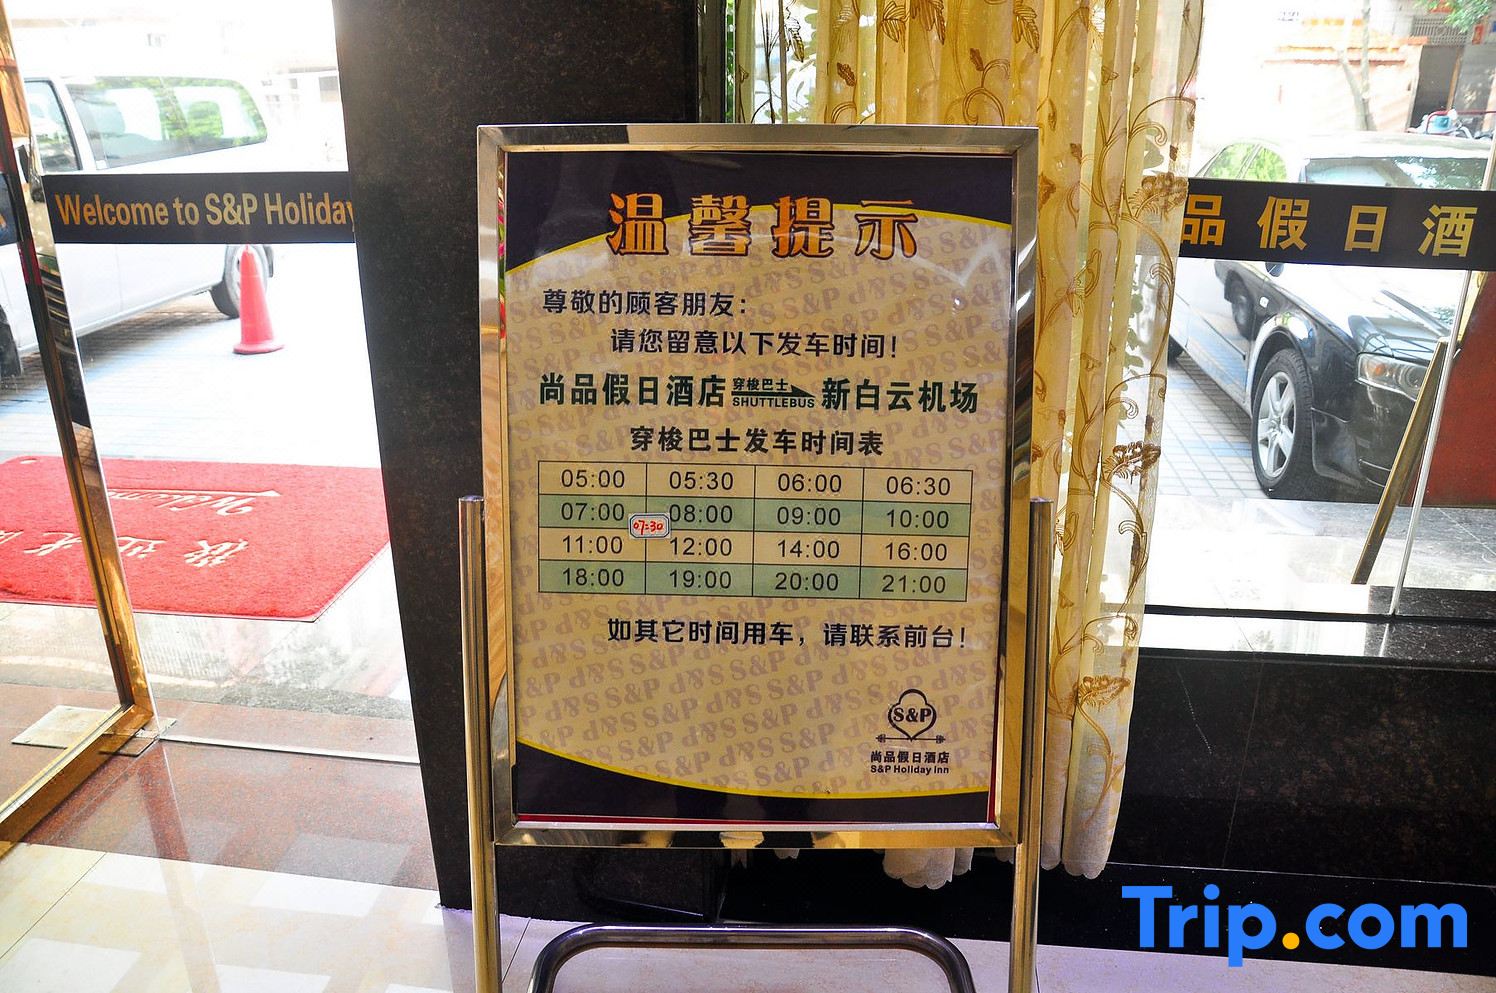 Welcome to S&P Holiday
品假日酒
温馨提示
尊敬的顾客朋友：
请您留意以下发车时间！
尚品假日酒店 穿梭巴士 SHUTTLEBUS 新白云机场
穿梭巴士发车时间表
05:00 05:30 06:00 06:30
07:00 07:30 08:00 09:00 10:00
11:00 12:00 14:00 16:00
18:00 19:00 20:00 21:00
如其它时间用车，请联系前台！
S&P
尚品假日酒店
S&P Holiday Inn
Welcome
Trip.com